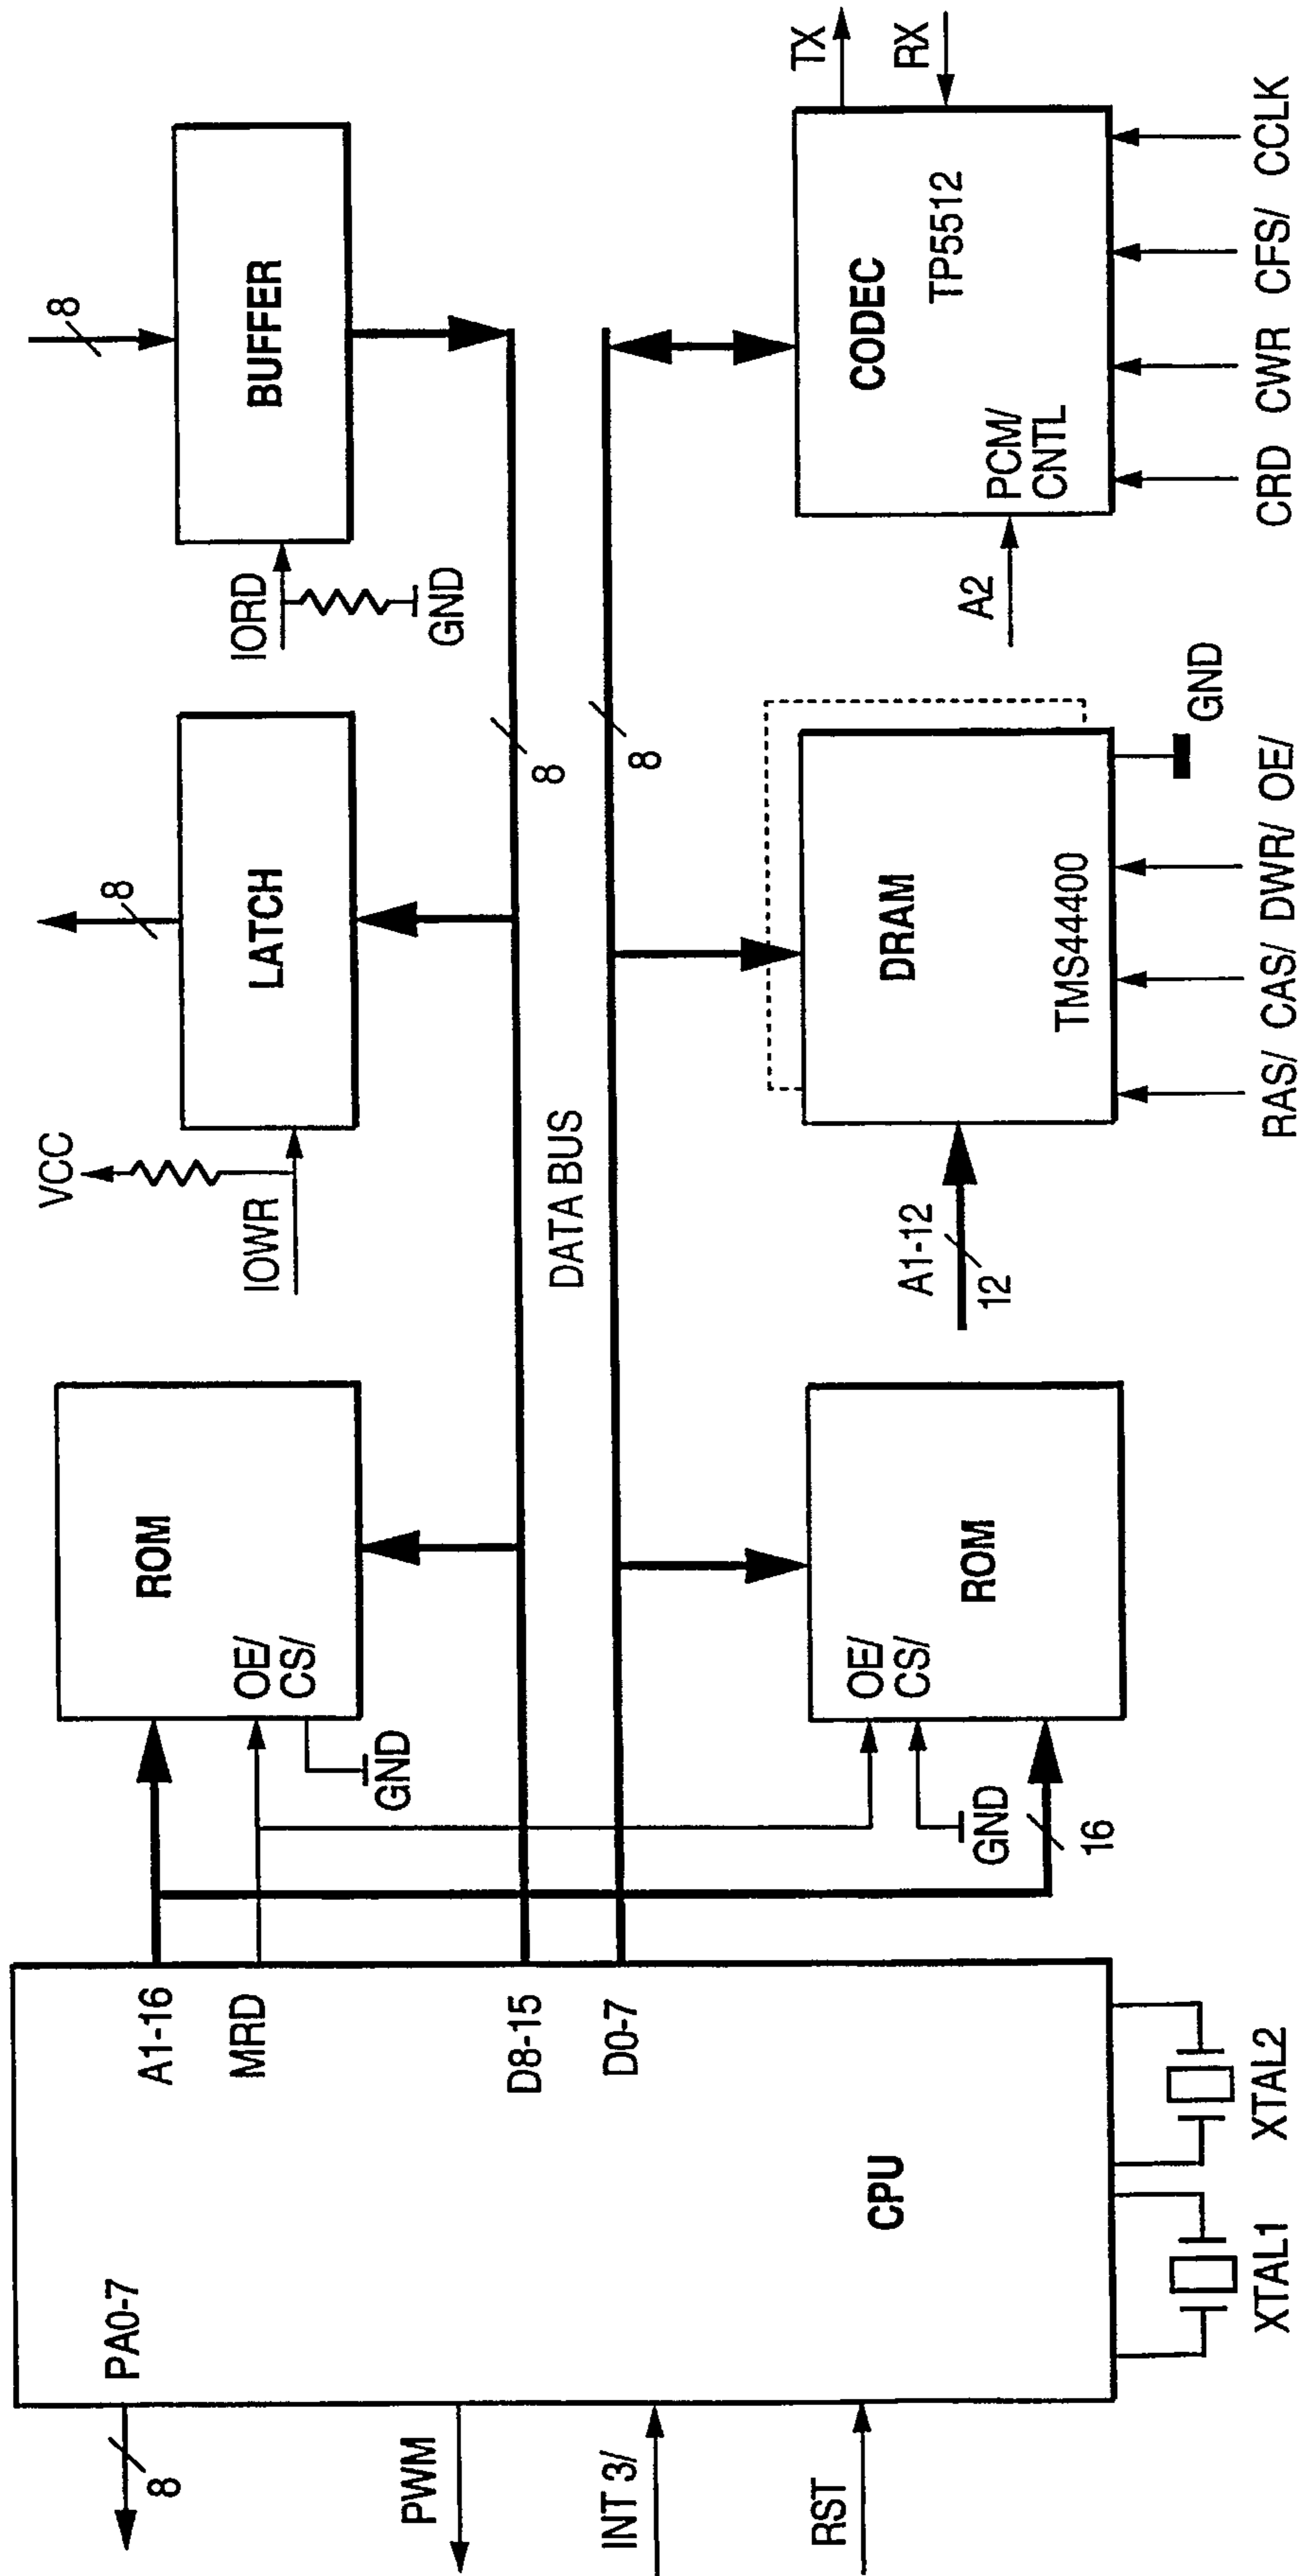 PA0-7
8
PWM
INT 3/
RST
CPU
A1-16
MRD
D8-15
D0-7
XTAL1
XTAL2
ROM
OE/
CS/
GND
ROM
OE/
CS/
GND
16
VCC
IOWR
LATCH
8
IORD
GND
BUFFER
8
DATA BUS
8
8
A1-12
12
DRAM
TMS44400
GND
RAS/ CAS/ DWR/ OE/
A2
PCM/
CNTL
CODEC
TP5512
TX
RX
CRD CWR CFS/ CCLK